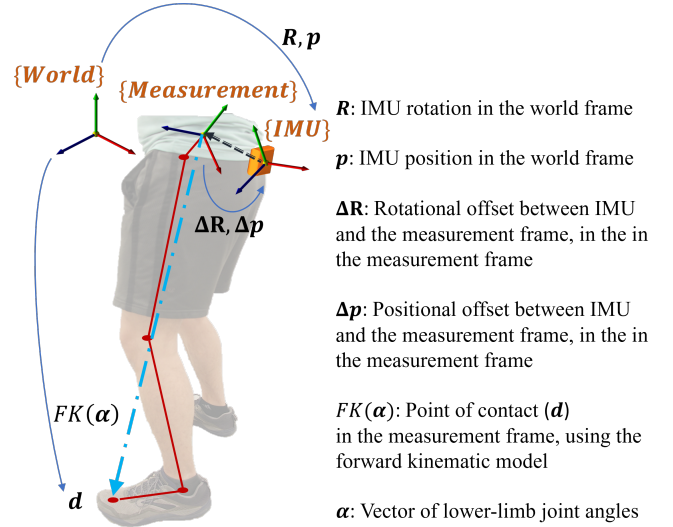 R, p
{World}
{Measurement}
{IMU}
ΔR, Δp
FK(α)
d
R: IMU rotation in the world frame
p: IMU position in the world frame
ΔR: Rotational offset between IMU
and the measurement frame, in the in
the measurement frame
Δp: Positional offset between IMU
and the measurement frame, in the in
the measurement frame
FK(α): Point of contact (d)
in the measurement frame, using the
forward kinematic model
α: Vector of lower-limb joint angles